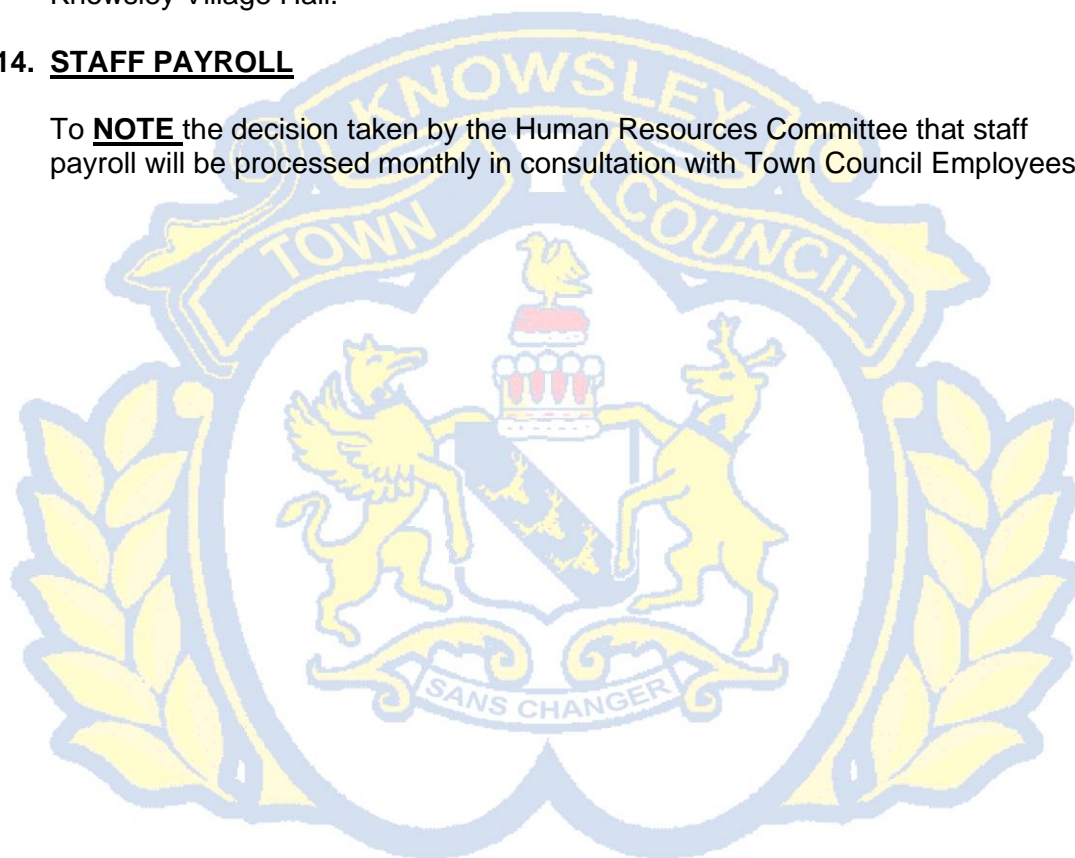 Knowsley Village Hall.
14. STAFF PAYROLL
To NOTE the decision taken by the Human Resources Committee that staff
payroll will be processed monthly in consultation with Town Council Employees
KNOWSLEY
TOWN COUNCIL
SANS CHANGER